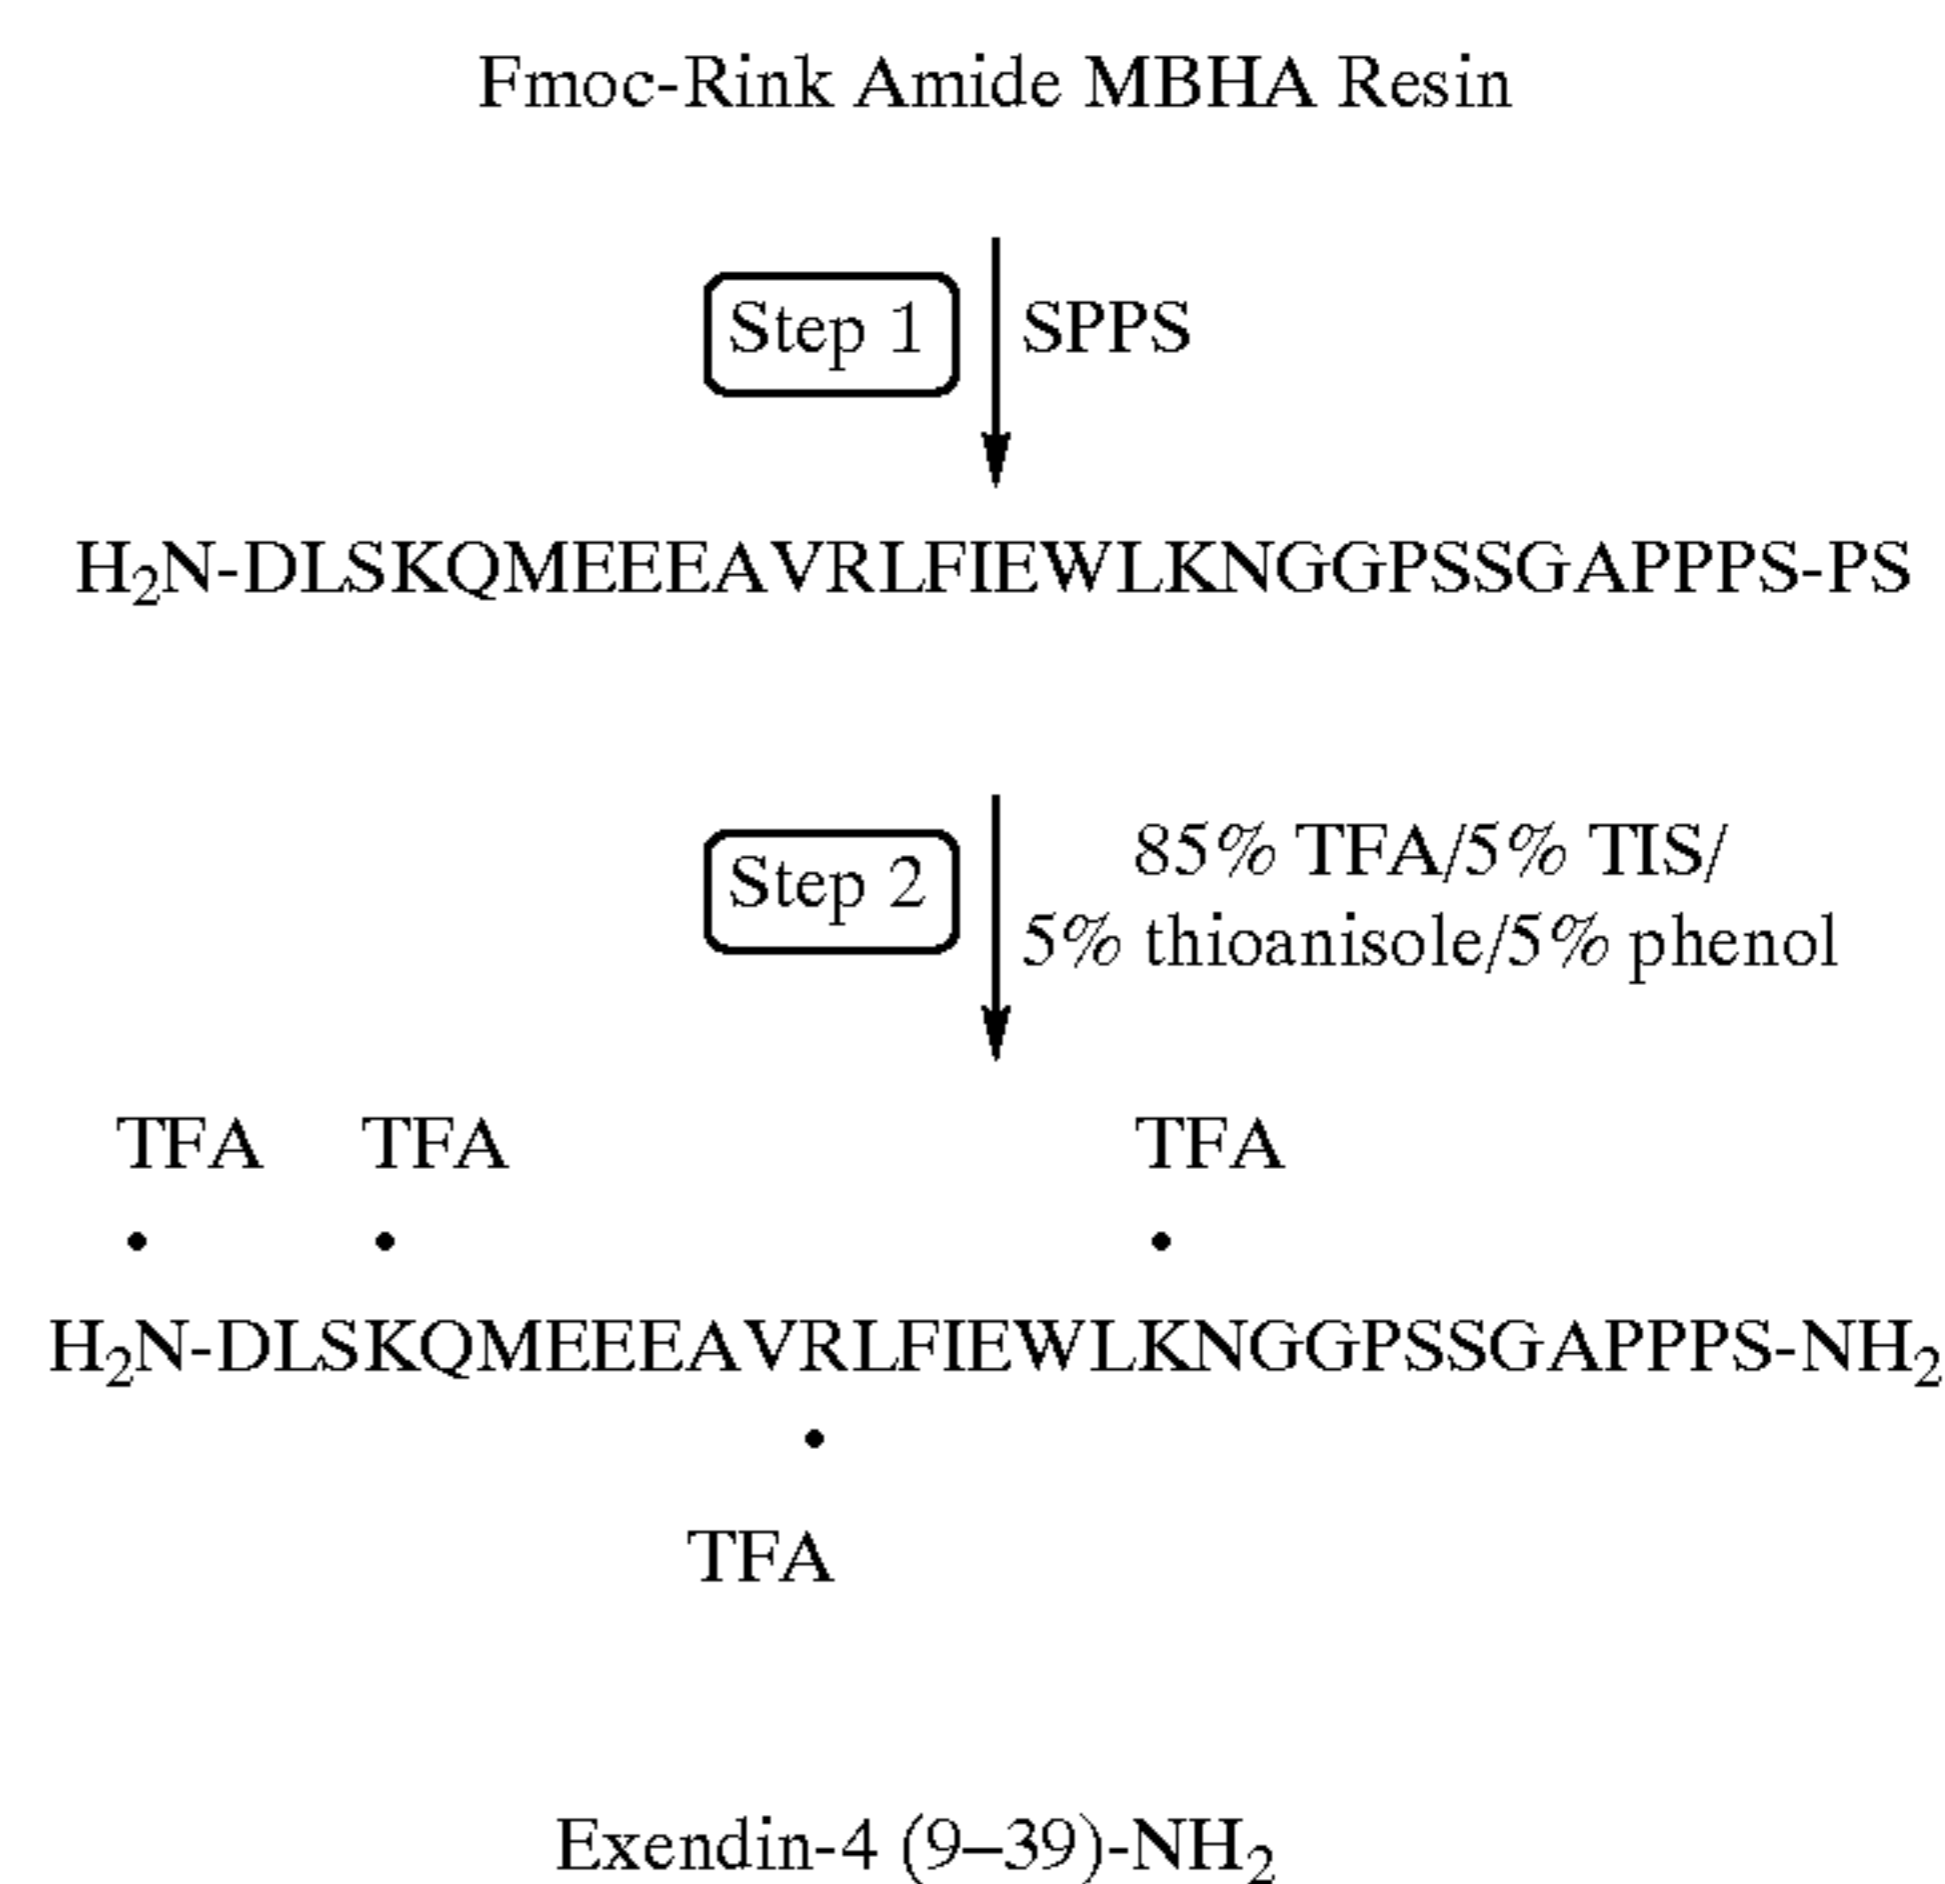 Fmoc-Rink Amide MBHA Resin
Step 1
SPPS
H₂N-DLSKQMEEEAVRLFIEWLKNGGPSSGAPPPS-PS
Step 2
85% TFA/5% TIS/
5% thioanisole/5% phenol
TFA TFA TFA
• • •
H₂N-DLSKQMEEEAVRLFIEWLKNGGPSSGAPPPS-NH₂
•
TFA
Exendin-4 (9–39)-NH₂